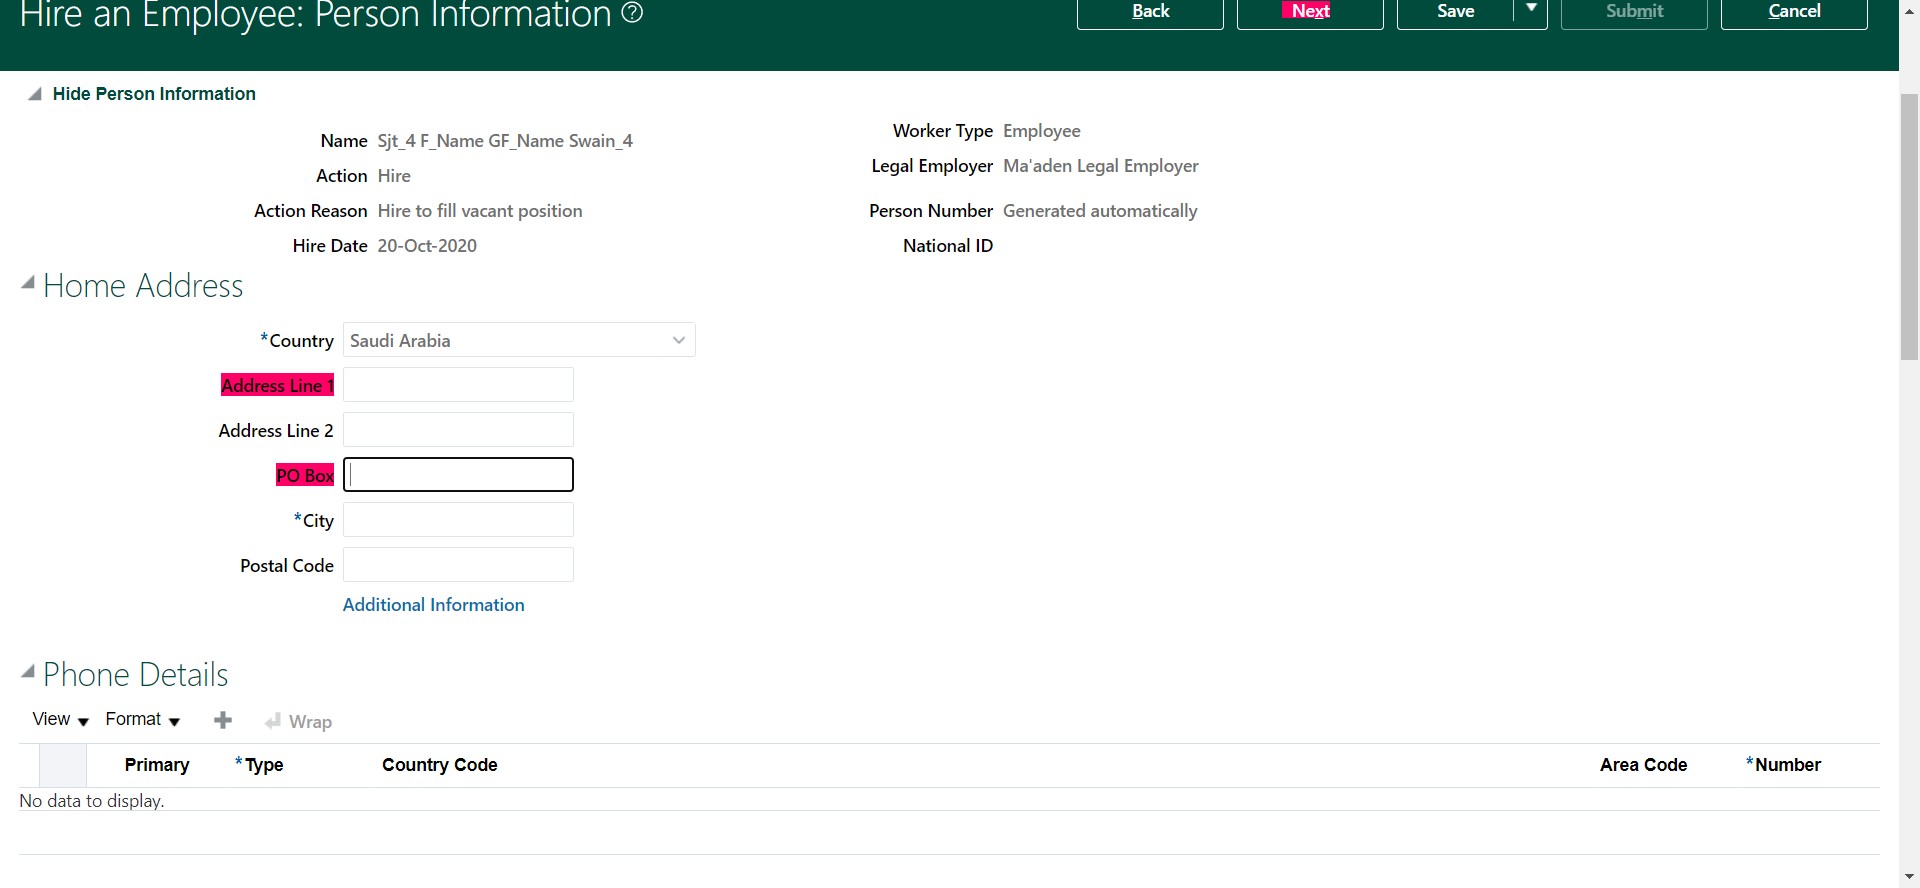 Hire an Employee: Person Information ?
Back Next Save Submit Cancel
Hide Person Information
Name Sjt_4 F_Name GF_Name Swain_4
Action Hire
Action Reason Hire to fill vacant position
Hire Date 20-Oct-2020
Worker Type Employee
Legal Employer Ma'aden Legal Employer
Person Number Generated automatically
National ID
Home Address
*Country Saudi Arabia
Address Line 1
Address Line 2
PO Box
*City
Postal Code
Additional Information
Phone Details
View Format Wrap
Primary *Type Country Code Area Code *Number
No data to display.